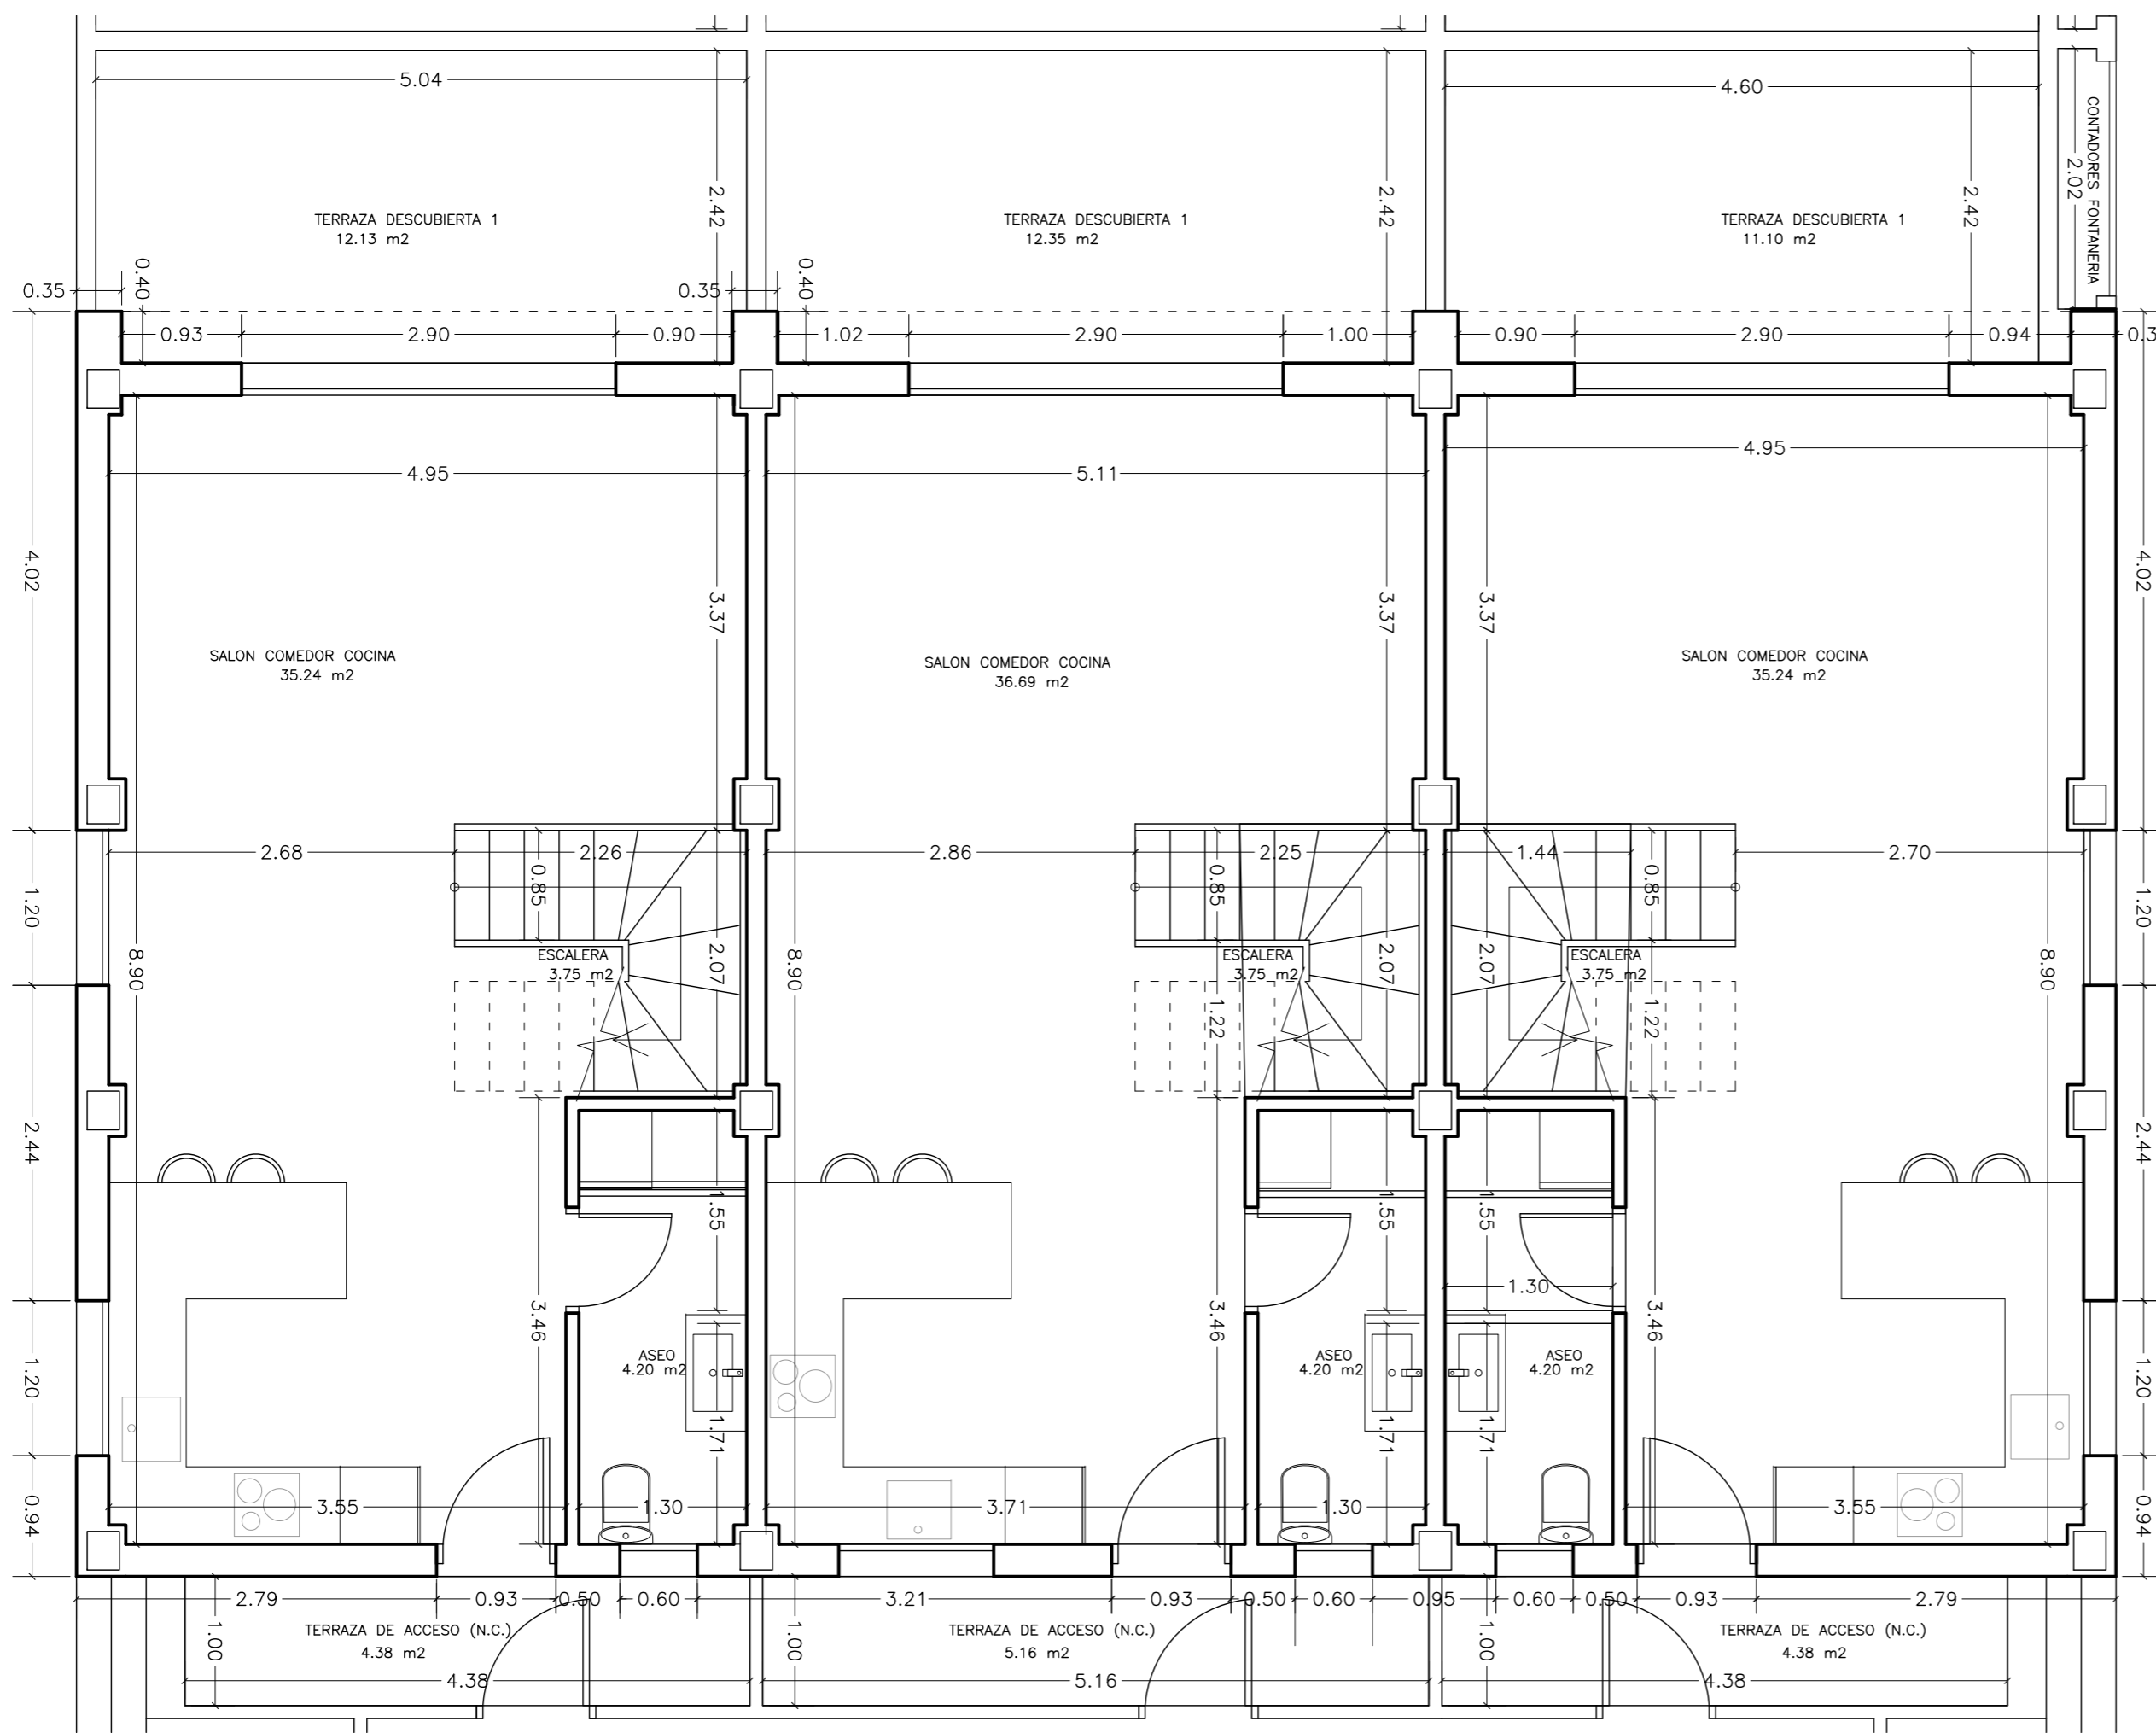 5.04
4.60
CONTADORES FONTANERIA
2.02
2.42
2.42
2.42
TERRAZA DESCUBIERTA 1
12.13 m2
TERRAZA DESCUBIERTA 1
12.35 m2
TERRAZA DESCUBIERTA 1
11.10 m2
0.35
0.40
0.35
0.40
0.93
2.90
0.90
1.02
2.90
1.00
0.90
2.90
0.94
4.95
5.11
4.95
4.02
3.37
3.37
3.37
4.02
SALON COMEDOR COCINA
35.24 m2
SALON COMEDOR COCINA
36.69 m2
SALON COMEDOR COCINA
35.24 m2
2.68
2.26
2.86
2.25
1.44
2.70
0.85
0.85
0.85
1.20
8.90
2.07
8.90
2.07
2.07
8.90
1.20
ESCALERA
3.75 m2
ESCALERA
3.75 m2
ESCALERA
3.75 m2
1.22
1.22
2.44
1.55
1.55
1.55
2.44
1.30
3.46
3.46
3.46
1.20
1.20
ASEO
4.20 m2
ASEO
4.20 m2
ASEO
4.20 m2
1.71
1.71
1.71
0.94
3.55
1.30
3.71
1.30
3.55
0.94
2.79
0.93
0.50
0.60
3.21
0.93
0.50
0.60
0.95
0.60
0.50
0.93
2.79
1.00
TERRAZA DE ACCESO (N.C.)
4.38 m2
1.00
TERRAZA DE ACCESO (N.C.)
5.16 m2
1.00
TERRAZA DE ACCESO (N.C.)
4.38 m2
4.38
5.16
4.38